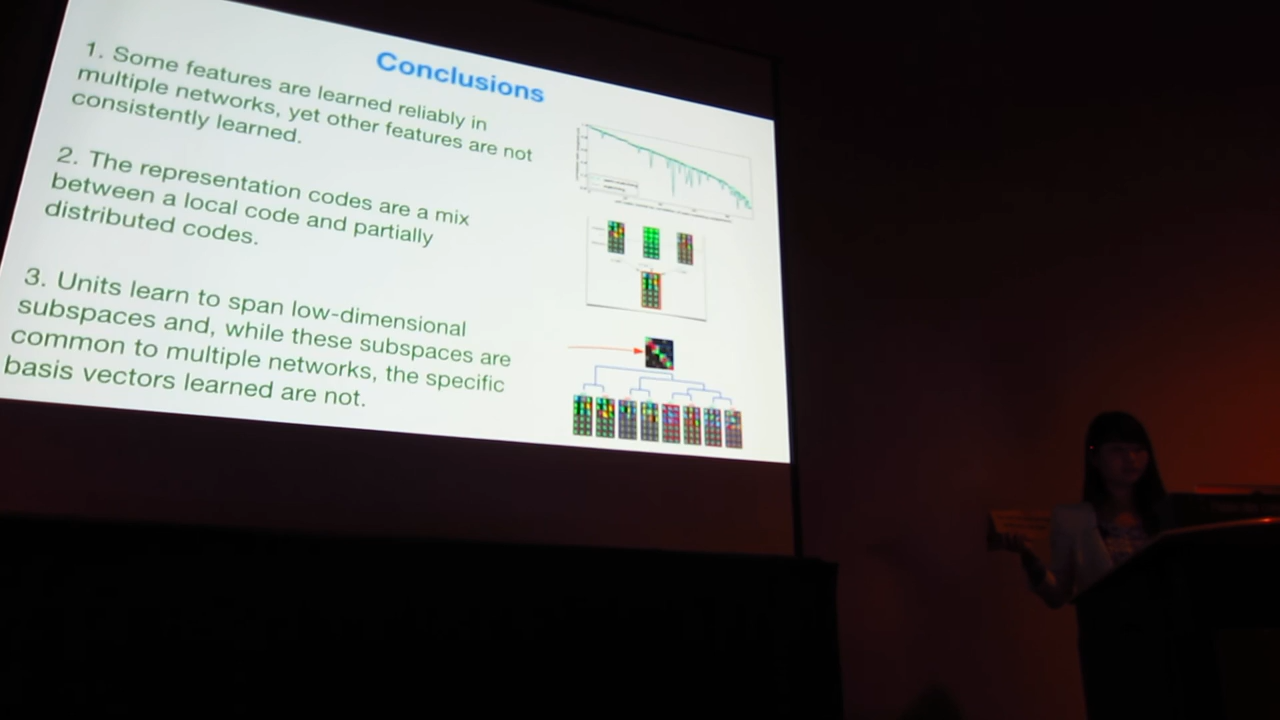 Conclusions
1. Some features are learned reliably in
multiple networks, yet other features are not
consistently learned.
2. The representation codes are a mix
between a local code and partially
distributed codes.
3. Units learn to span low-dimensional
subspaces and, while these subspaces are
common to multiple networks, the specific
basis vectors learned are not.